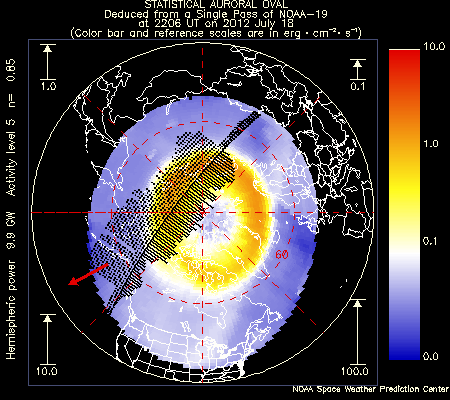 STATISTICAL AURORAL OVAL
Deduced from a Single Pass of NOAA-19
at 2206 UT on 2012 July 18
(Color bar and reference scales are in erg · cm⁻² · s⁻¹)
Hemispheric power 9.9 GW Activity level 5 n= 0.85
1.0
0.1
10.0
100.0
60
10.0
1.0
0.1
0.0
NOAA Space Weather Prediction Center